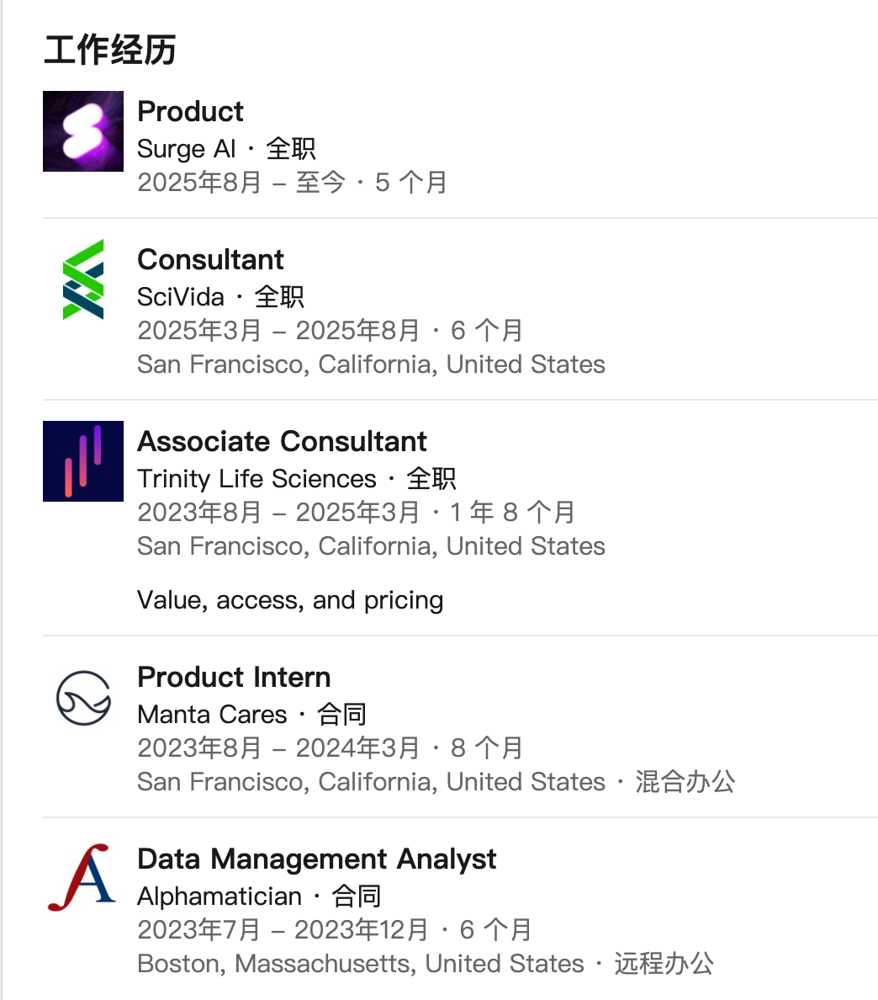 工作经历
Product
Surge AI · 全职
2025年8月 – 至今 · 5 个月
Consultant
SciVida · 全职
2025年3月 – 2025年8月 · 6 个月
San Francisco, California, United States
Associate Consultant
Trinity Life Sciences · 全职
2023年8月 – 2025年3月 · 1 年 8 个月
San Francisco, California, United States
Value, access, and pricing
Product Intern
Manta Cares · 合同
2023年8月 – 2024年3月 · 8 个月
San Francisco, California, United States · 混合办公
Data Management Analyst
Alphamatician · 合同
2023年7月 – 2023年12月 · 6 个月
Boston, Massachusetts, United States · 远程办公